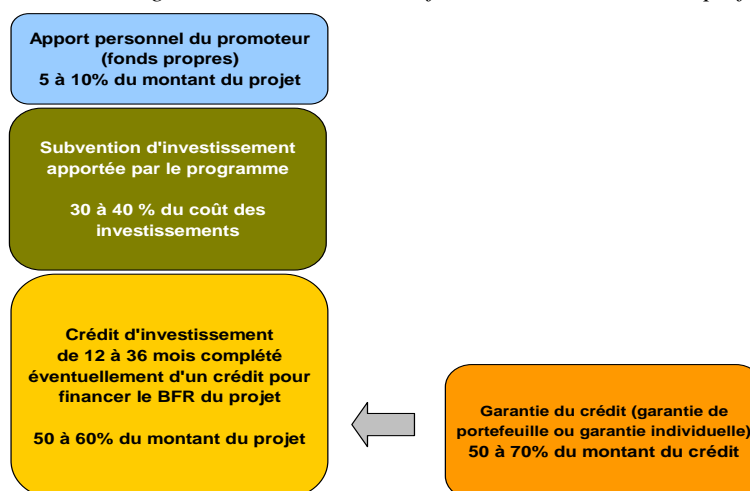 Apport personnel du promoteur
(fonds propres)
5 à 10% du montant du projet
Subvention d'investissement
apportée par le programme
30 à 40 % du coût des
investissements
Crédit d'investissement
de 12 à 36 mois complété
éventuellement d'un crédit pour
financer le BFR du projet
50 à 60% du montant du projet
Garantie du crédit (garantie de
portefeuille ou garantie individuelle)
50 à 70% du montant du crédit